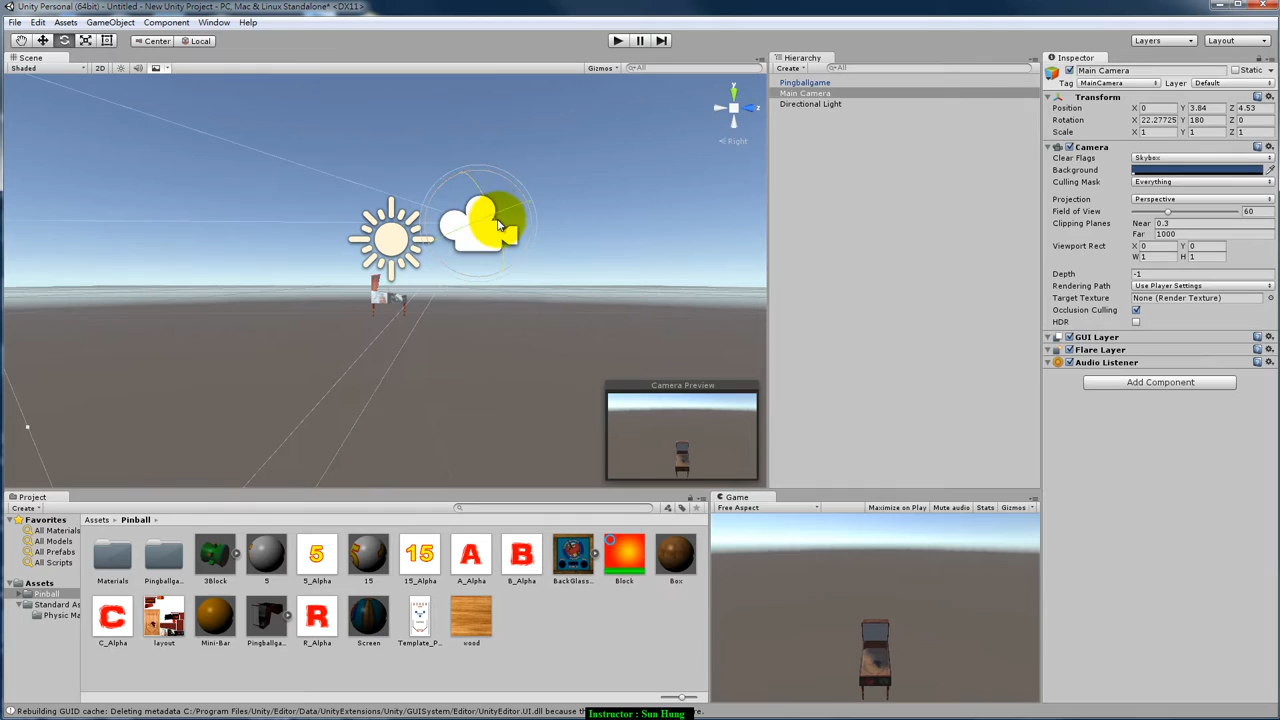 Unity Personal (64bit) - Untitled - New Unity Project - PC, Mac & Linux Standalone* <DX11>
File Edit Assets GameObject Component Window Help
Center Local
Layers Layout
Scene
Shaded 2D Gizmos All
Right
Camera Preview
Hierarchy
Create All
Pingballgame
Main Camera
Directional Light
Inspector
Main Camera Static
Tag MainCamera Layer Default
Transform
Position X 0 Y 3.84 Z 4.53
Rotation X 22.27725 Y 180 Z 0
Scale X 1 Y 1 Z 1
Camera
Clear Flags Skybox
Background
Culling Mask Everything
Projection Perspective
Field of View 60
Clipping Planes Near 0.3
Far 1000
Viewport Rect X 0 Y 0
W 1 H 1
Depth -1
Rendering Path Use Player Settings
Target Texture None (Render Texture)
Occlusion Culling
HDR
GUI Layer
Flare Layer
Audio Listener
Add Component
Project
Create
Favorites
All Materials
All Models
All Prefabs
All Scripts
Assets
Pinball
Standard As
Physic Ma
Assets Pinball
5 15 A B
Materials Pingballga... 3Block 5 5_Alpha 15 15_Alpha A_Alpha B_Alpha BackGlass... Block Box
C R
C_Alpha layout Mini-Bar Pingballga... R_Alpha Screen Template_P... wood
Game
Free Aspect Maximize on Play Mute audio Stats Gizmos
Rebuilding GUID cache: Deleting metadata C:/Program Files/Unity/Editor/Data/UnityExtensions/Unity/GUISystem/Editor/UnityEditor.UI.dll because th
Instructor : Sun Hung
re.